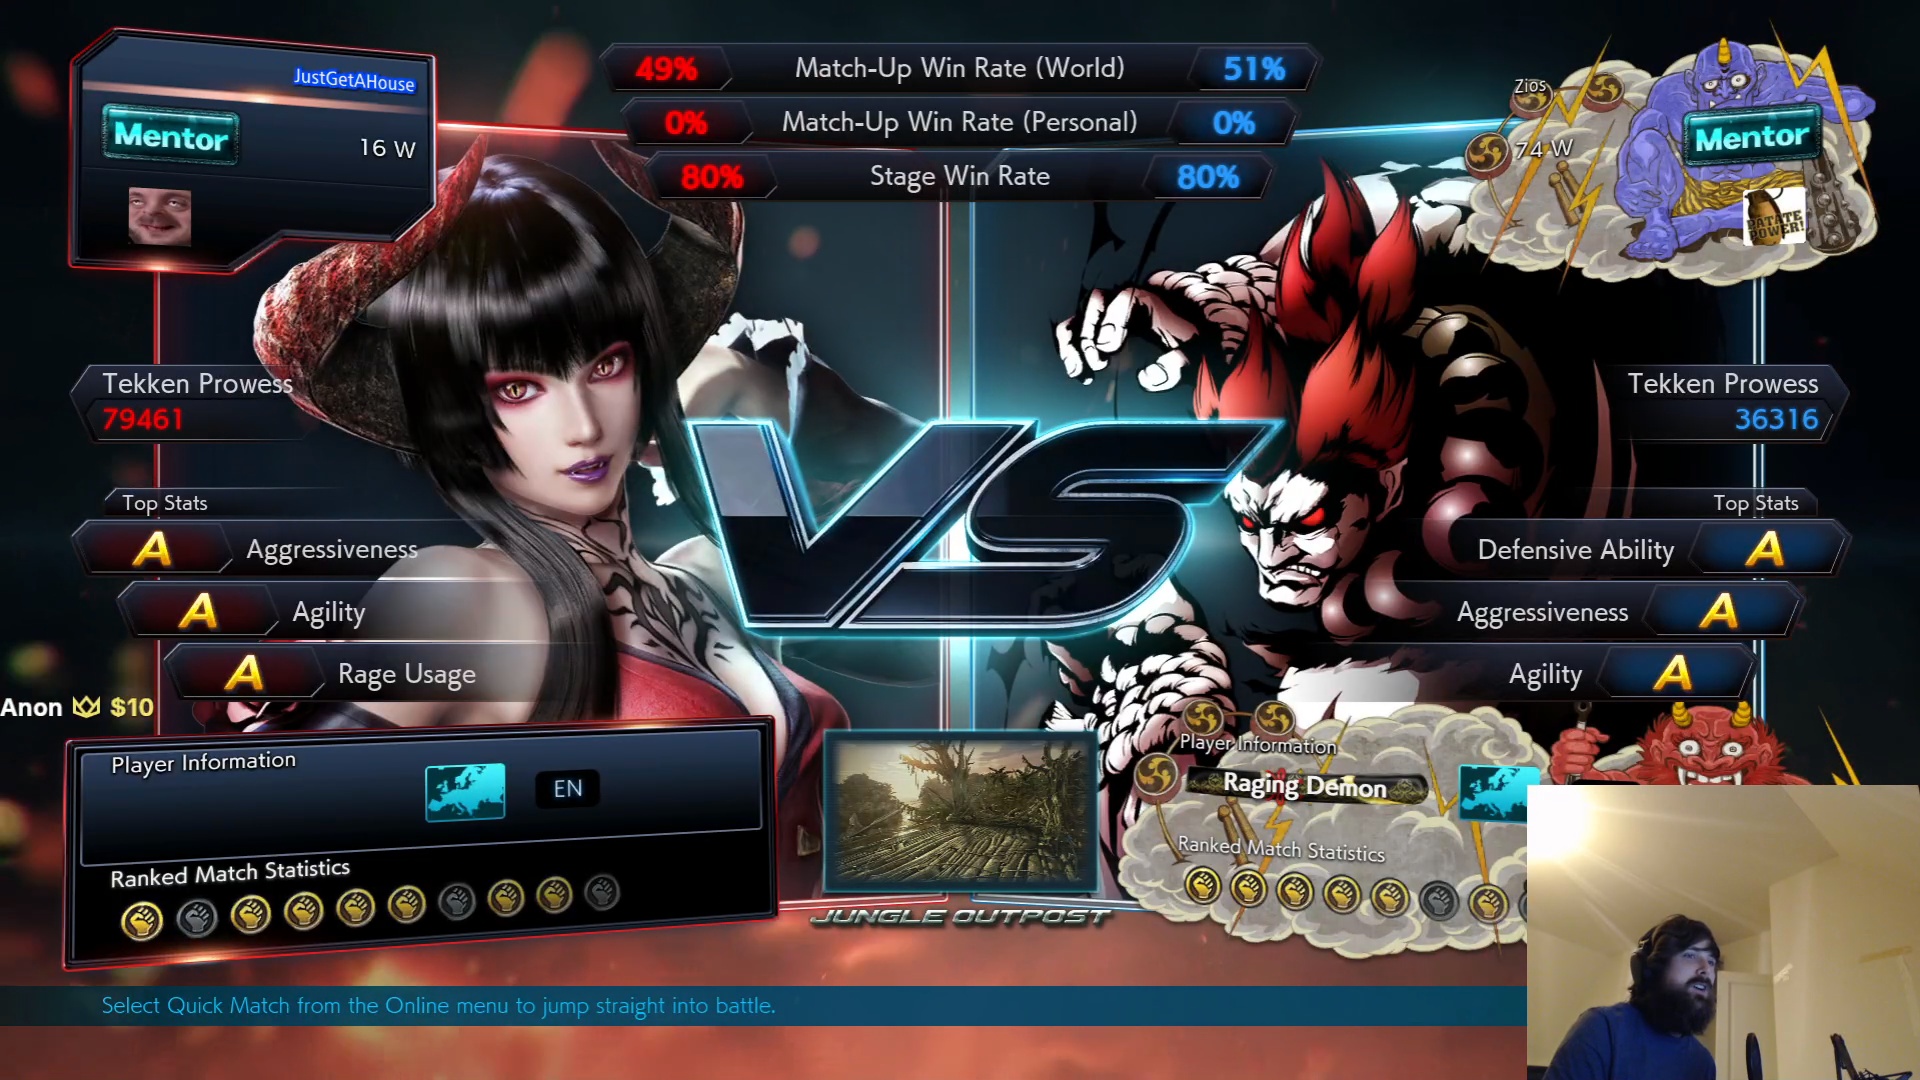 JustGetAHouse
Mentor
16 W
49% Match-Up Win Rate (World) 51%
0% Match-Up Win Rate (Personal) 0%
80% Stage Win Rate 80%
Zios
74 W
Mentor
PATATE
POWER!
Tekken Prowess
79461
Tekken Prowess
36316
VS
Top Stats
A Aggressiveness
A Agility
A Rage Usage
Top Stats
Defensive Ability A
Aggressiveness A
Agility A
Anon $10
Player Information
EN
Ranked Match Statistics
JUNGLE OUTPOST
Player Information
Raging Demon
Ranked Match Statistics
Select Quick Match from the Online menu to jump straight into battle.